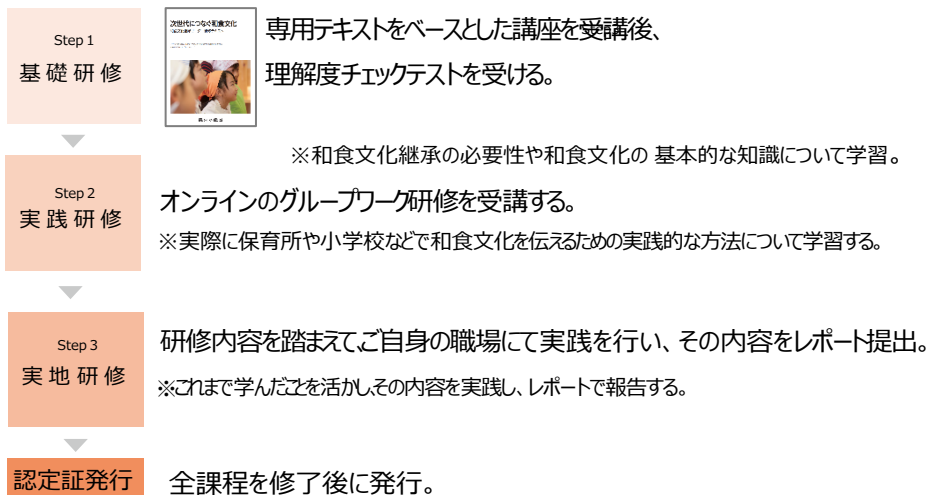 Step 1
基礎研修
次世代につなぐ和食文化
専用テキストをベースとした講座を受講後、
理解度チェックテストを受ける。
※和食文化継承の必要性や和食文化の 基本的な知識について学習。
Step 2
実践研修
オンラインのグループワーク研修を受講する。
※実際に保育所や小学校などで和食文化を伝えるための実践的な方法について学習する。
Step 3
実地研修
研修内容を踏まえて、ご自身の職場にて実践を行い、その内容をレポート提出。
※これまで学んだことを活かし、その内容を実践し、レポートで報告する。
認定証発行
全課程を修了後に発行。